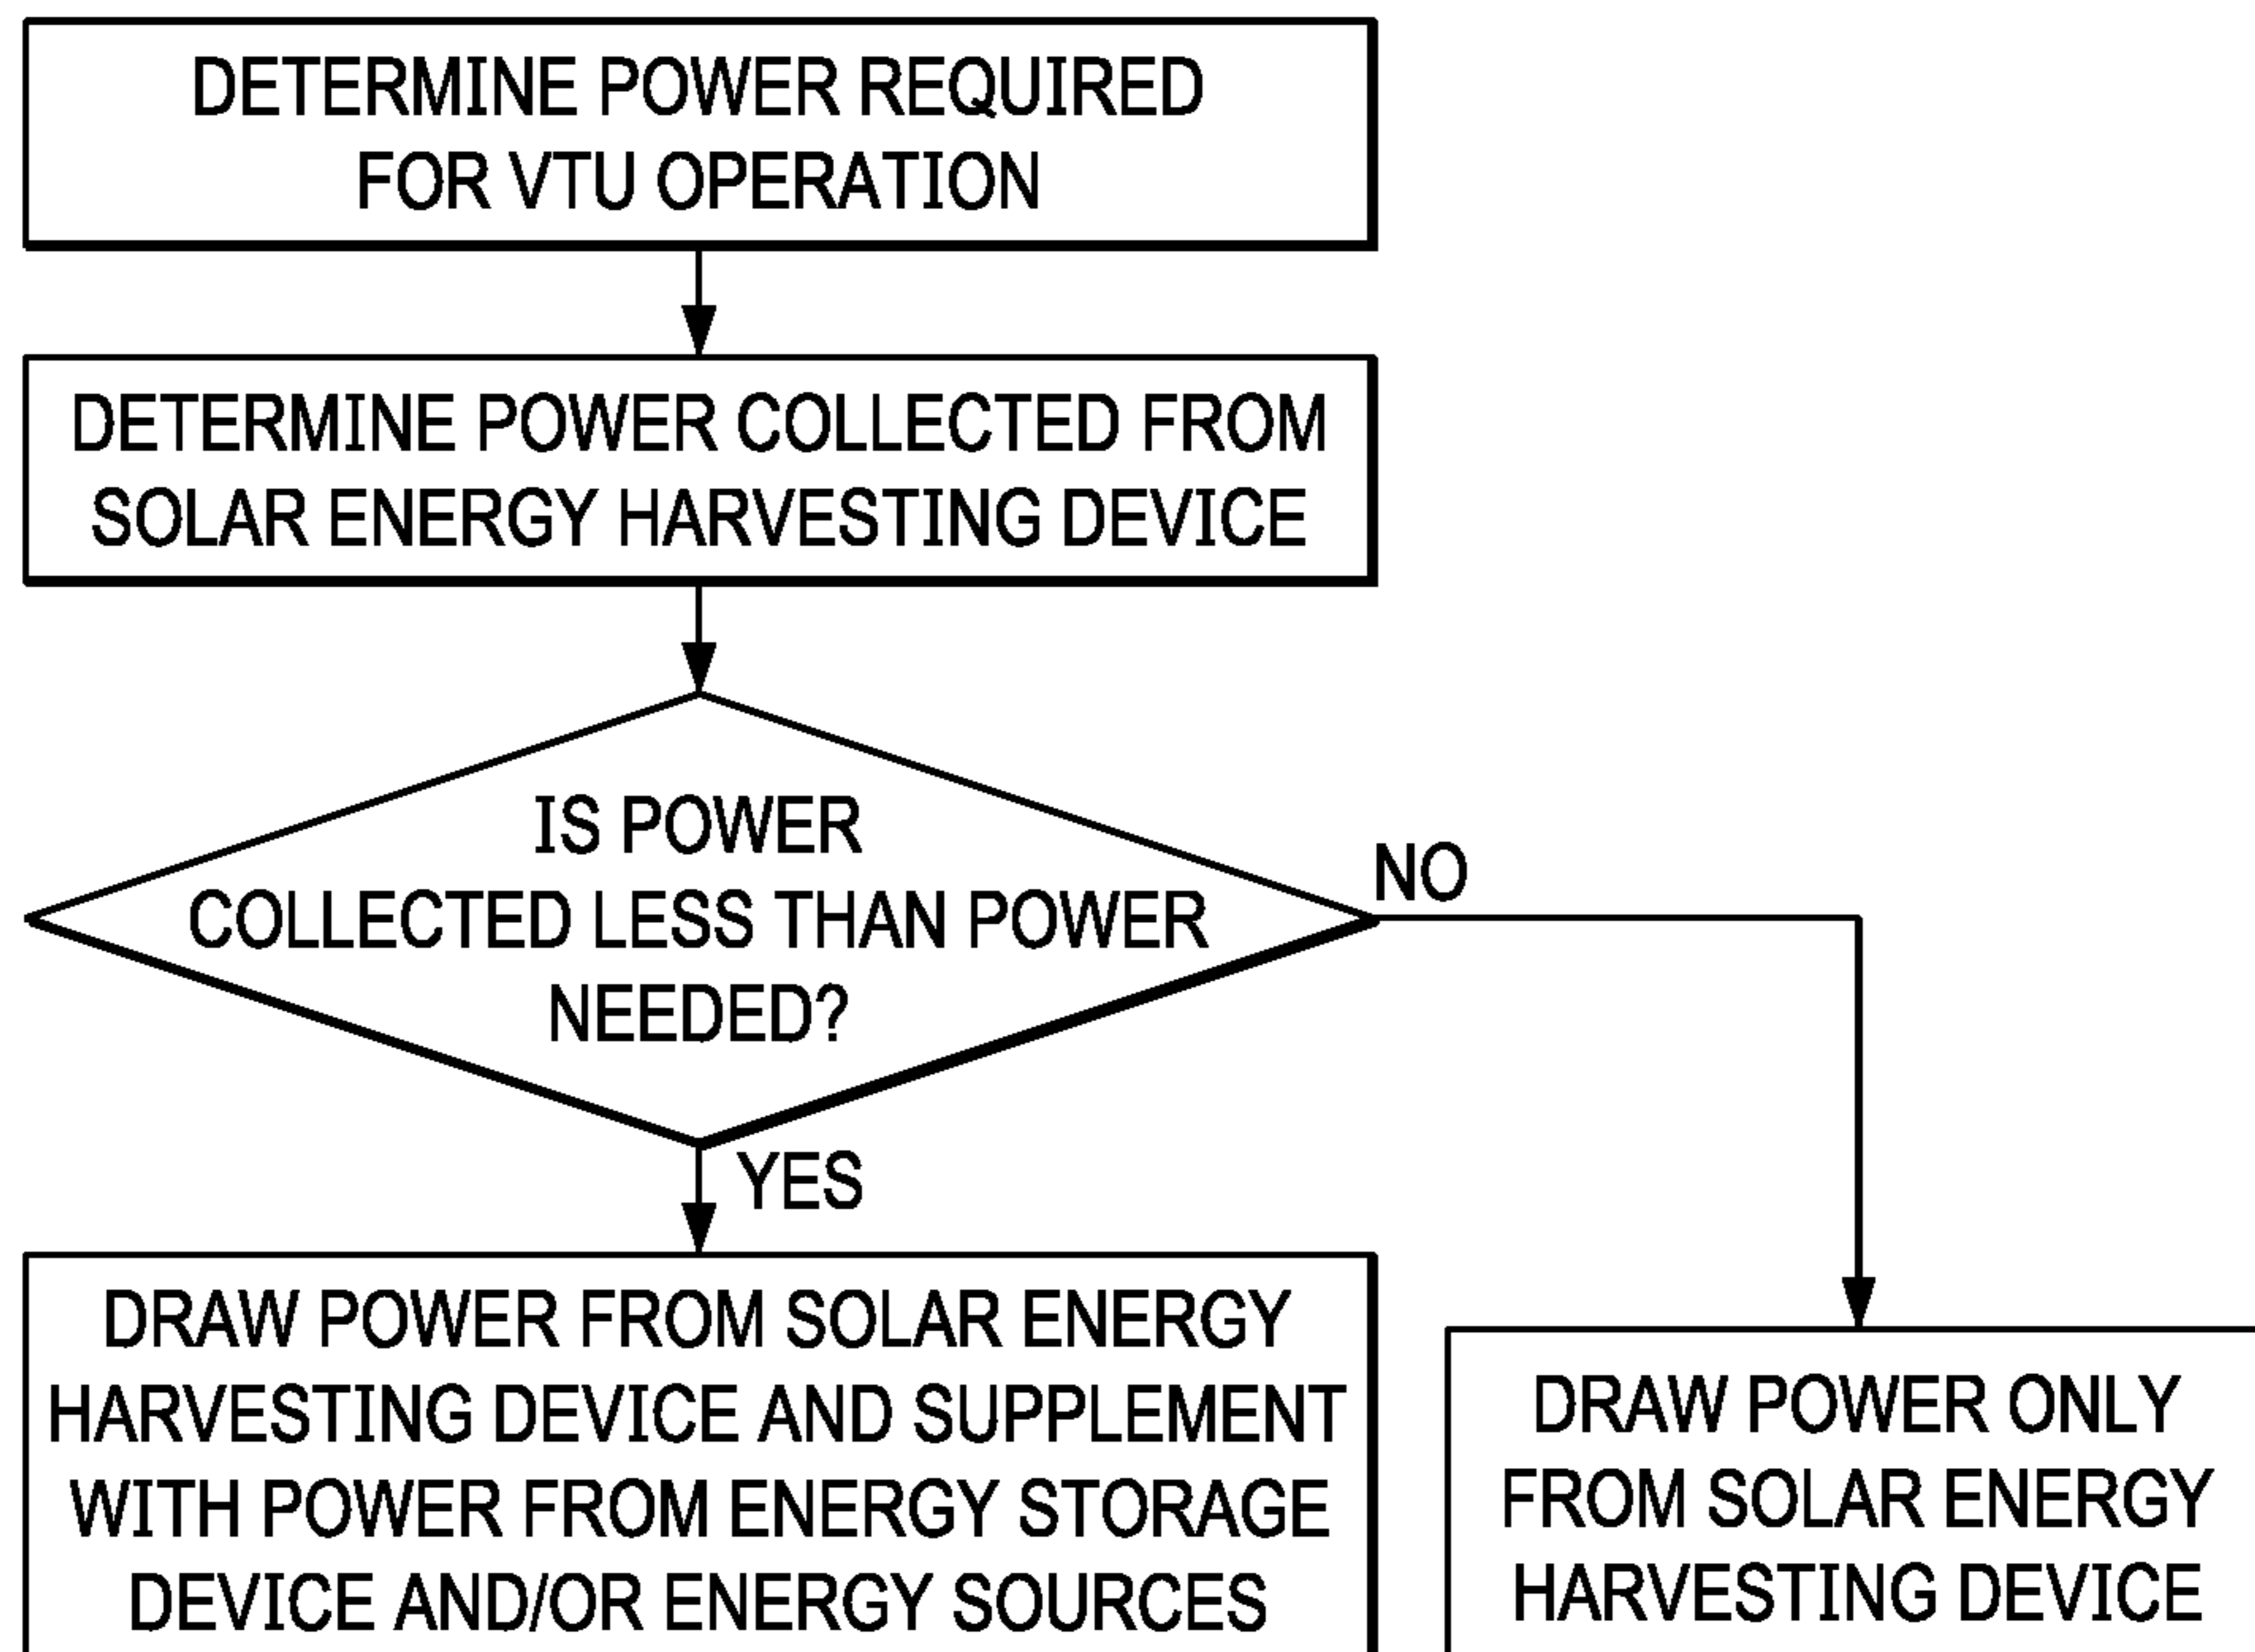 DETERMINE POWER REQUIRED
FOR VTU OPERATION
DETERMINE POWER COLLECTED FROM
SOLAR ENERGY HARVESTING DEVICE
IS POWER
COLLECTED LESS THAN POWER
NEEDED?
NO
YES
DRAW POWER FROM SOLAR ENERGY
HARVESTING DEVICE AND SUPPLEMENT
WITH POWER FROM ENERGY STORAGE
DEVICE AND/OR ENERGY SOURCES
DRAW POWER ONLY
FROM SOLAR ENERGY
HARVESTING DEVICE